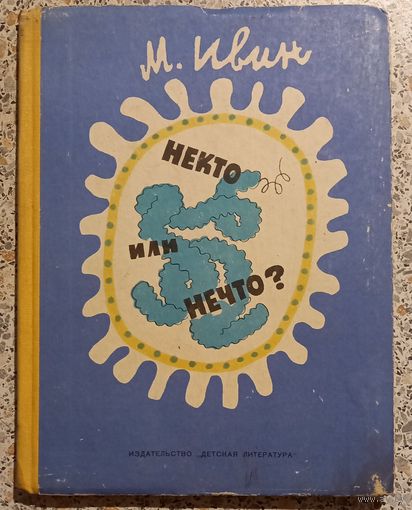 М. Ивин
НЕКТО
ИЛИ
НЕЧТО?
ИЗДАТЕЛЬСТВО „ДЕТСКАЯ ЛИТЕРАТУРА"